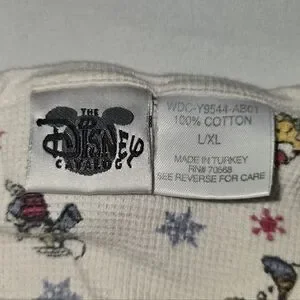 THE
DISNEY
CATALOG
WDC-Y9544-AB01
100% COTTON
L/XL
MADE IN TURKEY
RN# 70568
SEE REVERSE FOR CARE